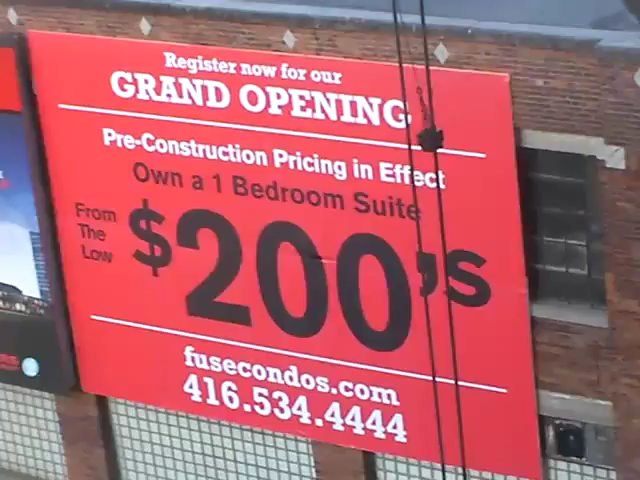 Register now for our
GRAND OPENING
Pre-Construction Pricing in Effect
Own a 1 Bedroom Suite
From
The
Low
$200's
fusecondos.com
416.534.4444